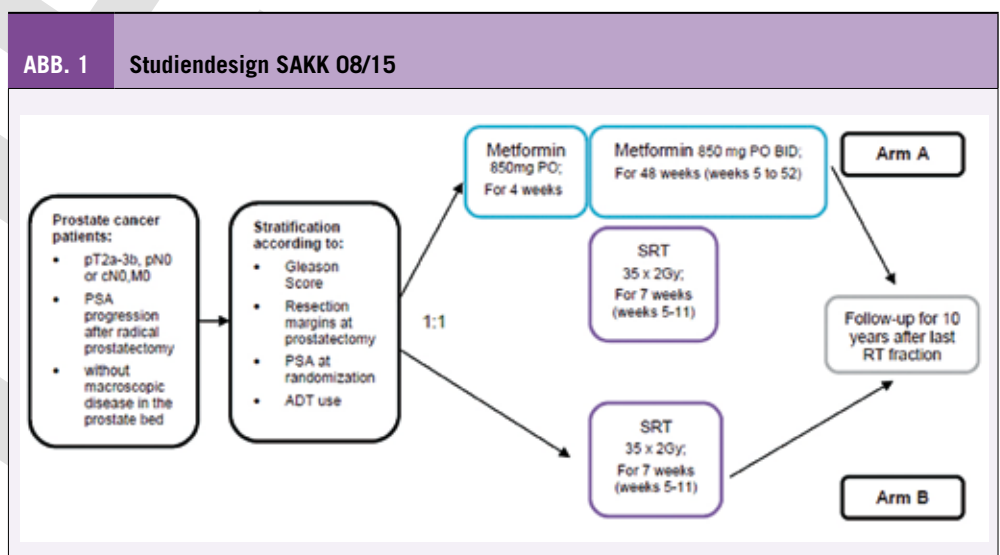 ABB. 1 Studiendesign SAKK 08/15
Prostate cancer
patients:
• pT2a-3b, pN0
or cN0,M0
• PSA
progression
after radical
prostatectomy
• without
macroscopic
disease in the
prostate bed
Stratification
according to:
• Gleason
Score
• Resection
margins at
prostatectomy
• PSA at
randomization
• ADT use
1:1
Metformin
850mg PO;
For 4 weeks
Metformin 850 mg PO BID;
For 48 weeks (weeks 5 to 52)
Arm A
SRT
35 x 2Gy;
For 7 weeks
(weeks 5-11)
SRT
35 x 2Gy;
For 7 weeks
(weeks 5-11)
Follow-up for 10
years after last
RT fraction
Arm B